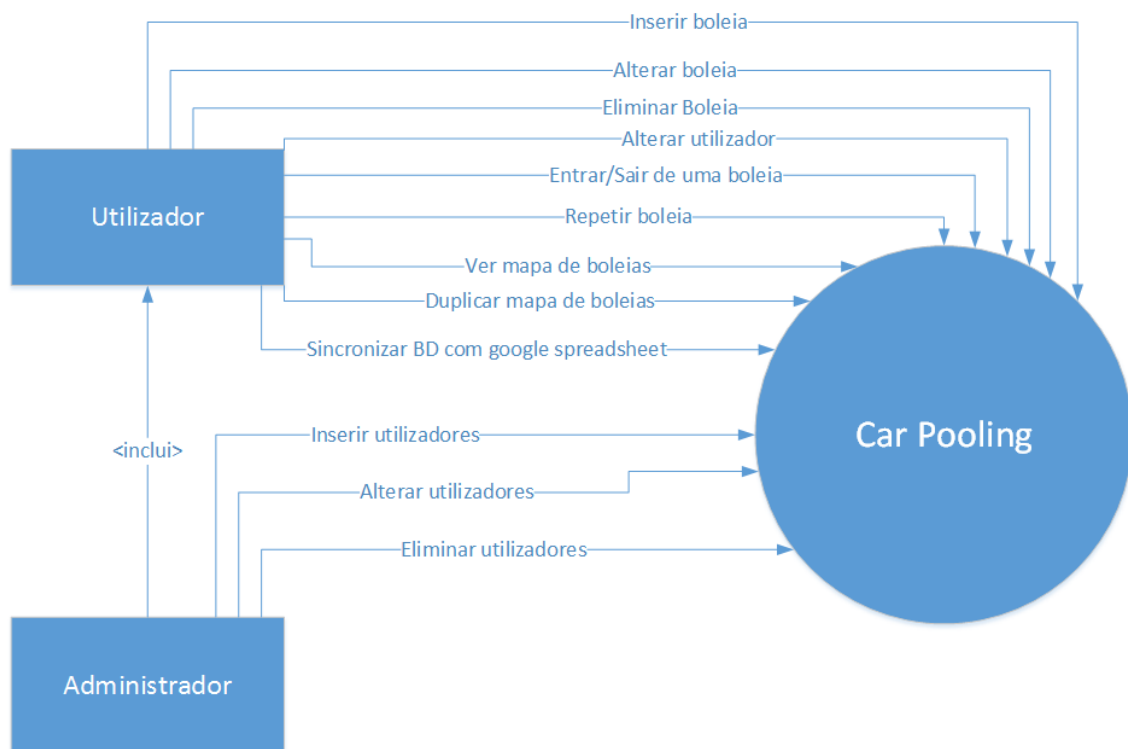 Inserir boleia
Alterar boleia
Eliminar Boleia
Alterar utilizador
Entrar/Sair de uma boleia
Utilizador
Repetir boleia
Ver mapa de boleias
Duplicar mapa de boleias
Sincronizar BD com google spreadsheet
Inserir utilizadores
Car Pooling
<inclui>
Alterar utilizadores
Eliminar utilizadores
Administrador